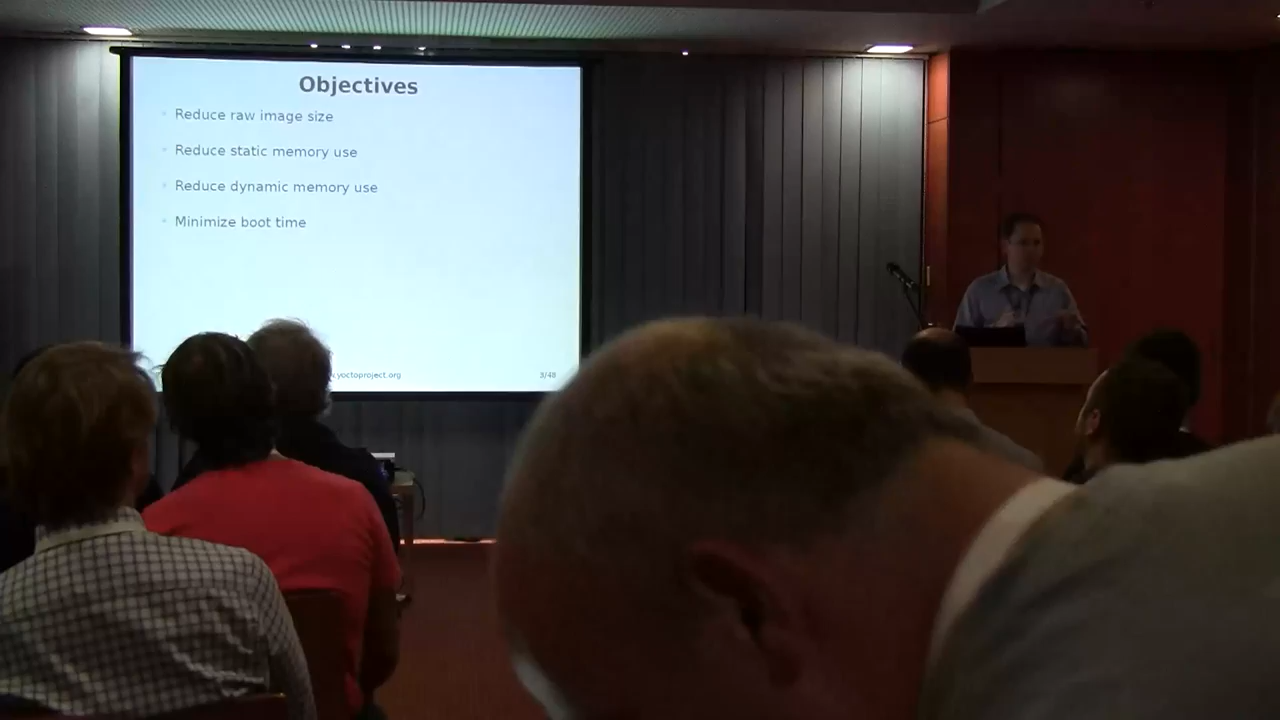 Objectives
Reduce raw image size
Reduce static memory use
Reduce dynamic memory use
Minimize boot time
yoctoproject.org
3/48